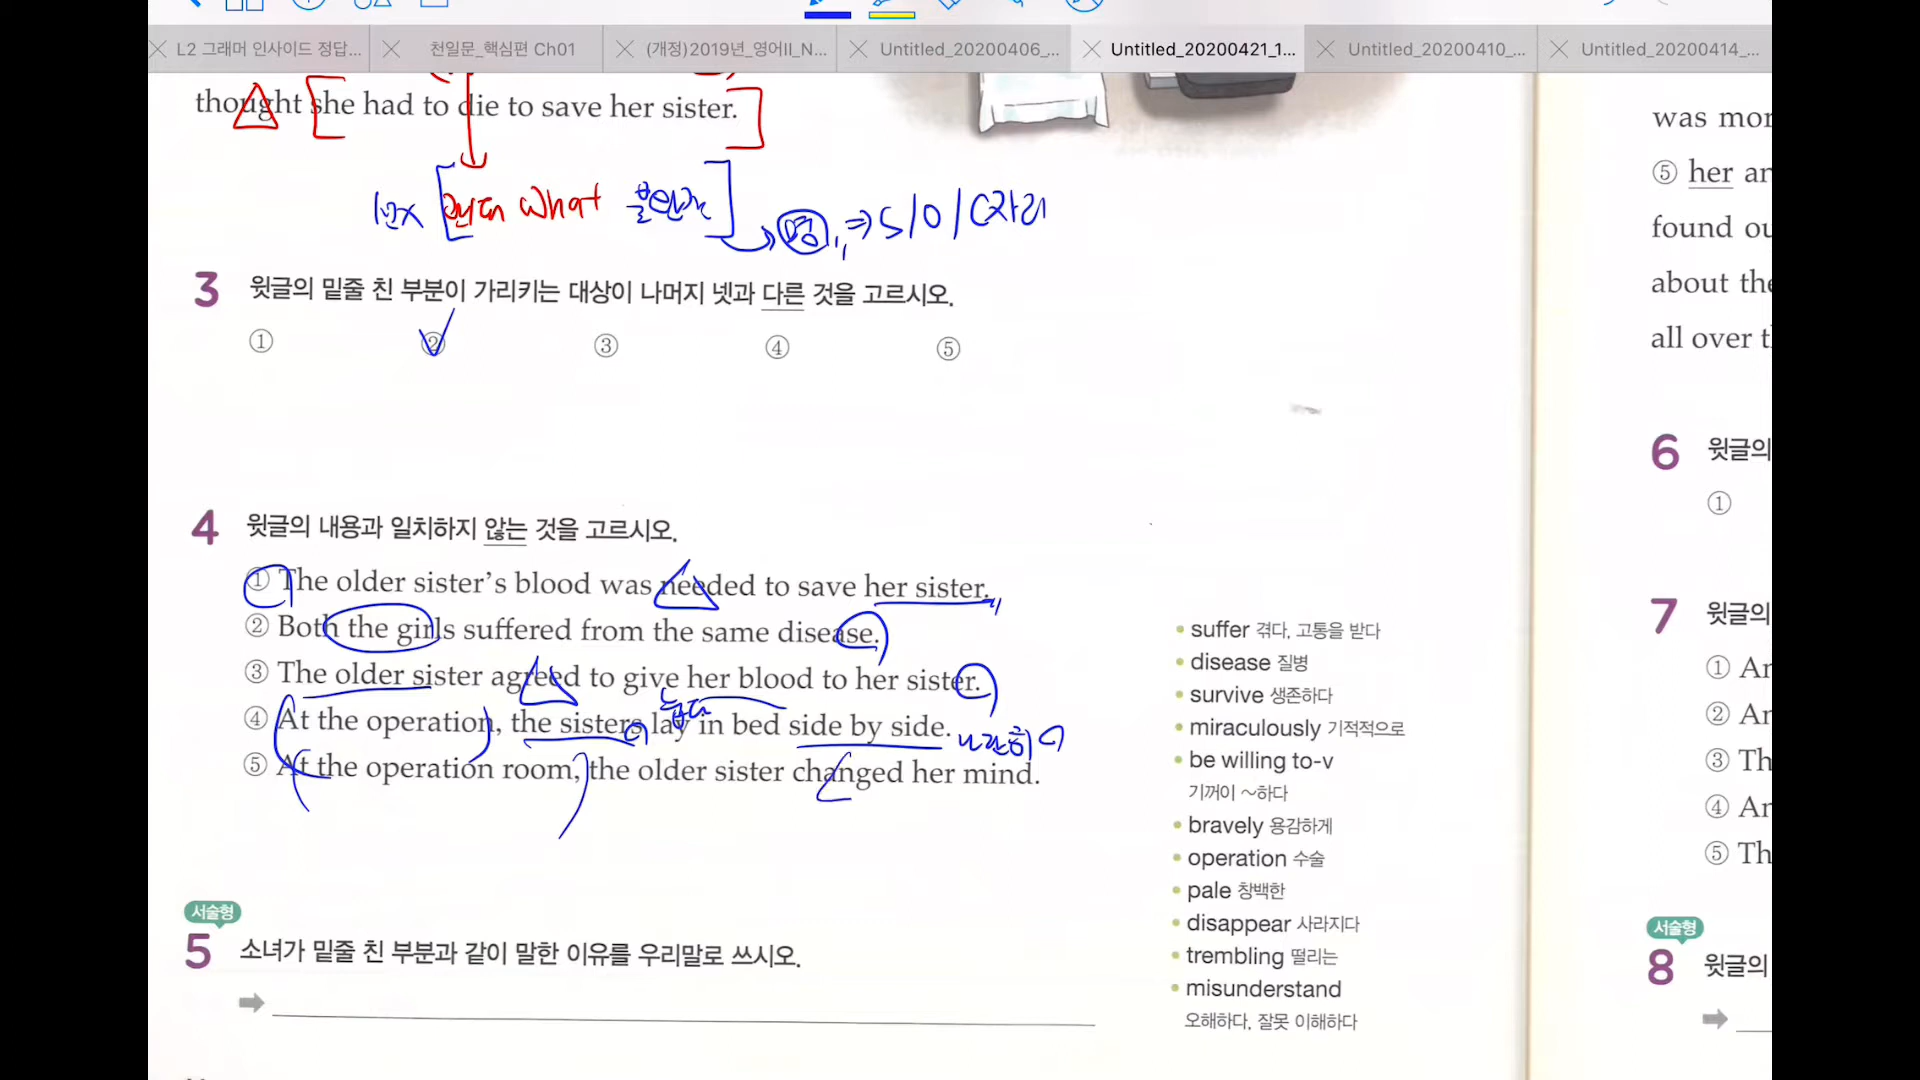 L2 그래머 인사이드 정답...
천일문_핵심편 Ch01
(개정)2019년_영어II_N...
Untitled_20200406_...
Untitled_20200421_1...
Untitled_20200410_...
Untitled_20200414_...
thought she had to die to save her sister.
what
⇒ S/O/C자리
3 윗글의 밑줄 친 부분이 가리키는 대상이 나머지 넷과 다른 것을 고르시오.
① ② ③ ④ ⑤
4 윗글의 내용과 일치하지 않는 것을 고르시오.
① The older sister's blood was needed to save her sister.
② Both the girls suffered from the same disease.
③ The older sister agreed to give her blood to her sister.
눕다
④ At the operation, the sisters lay in bed side by side. 나란히
⑤ At the operation room, the older sister changed her mind.
서술형
5 소녀가 밑줄 친 부분과 같이 말한 이유를 우리말로 쓰시오.
suffer 겪다, 고통을 받다
disease 질병
survive 생존하다
miraculously 기적적으로
be willing to-v
기꺼이 ~하다
bravely 용감하게
operation 수술
pale 창백한
disappear 사라지다
trembling 떨리는
misunderstand
오해하다, 잘못 이해하다
was mor
⑤ her an
found ou
about the
all over t
6 윗글의
①
7 윗글의
① An
② An
③ Th
④ An
⑤ Th
서술형
8 윗글의